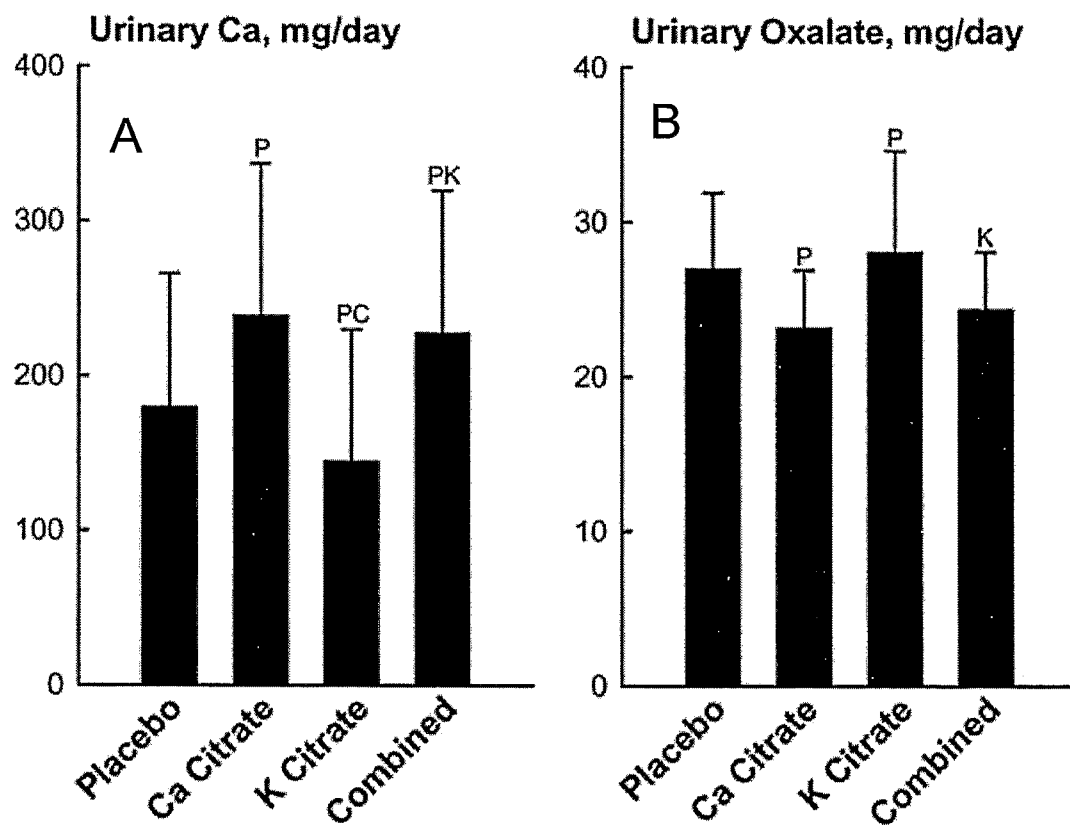 Urinary Ca, mg/day
400
300
200
100
0
A
P
PC
PK
Placebo
Ca Citrate
K Citrate
Combined
Urinary Oxalate, mg/day
40
30
20
10
0
B
P
P
K
Placebo
Ca Citrate
K Citrate
Combined